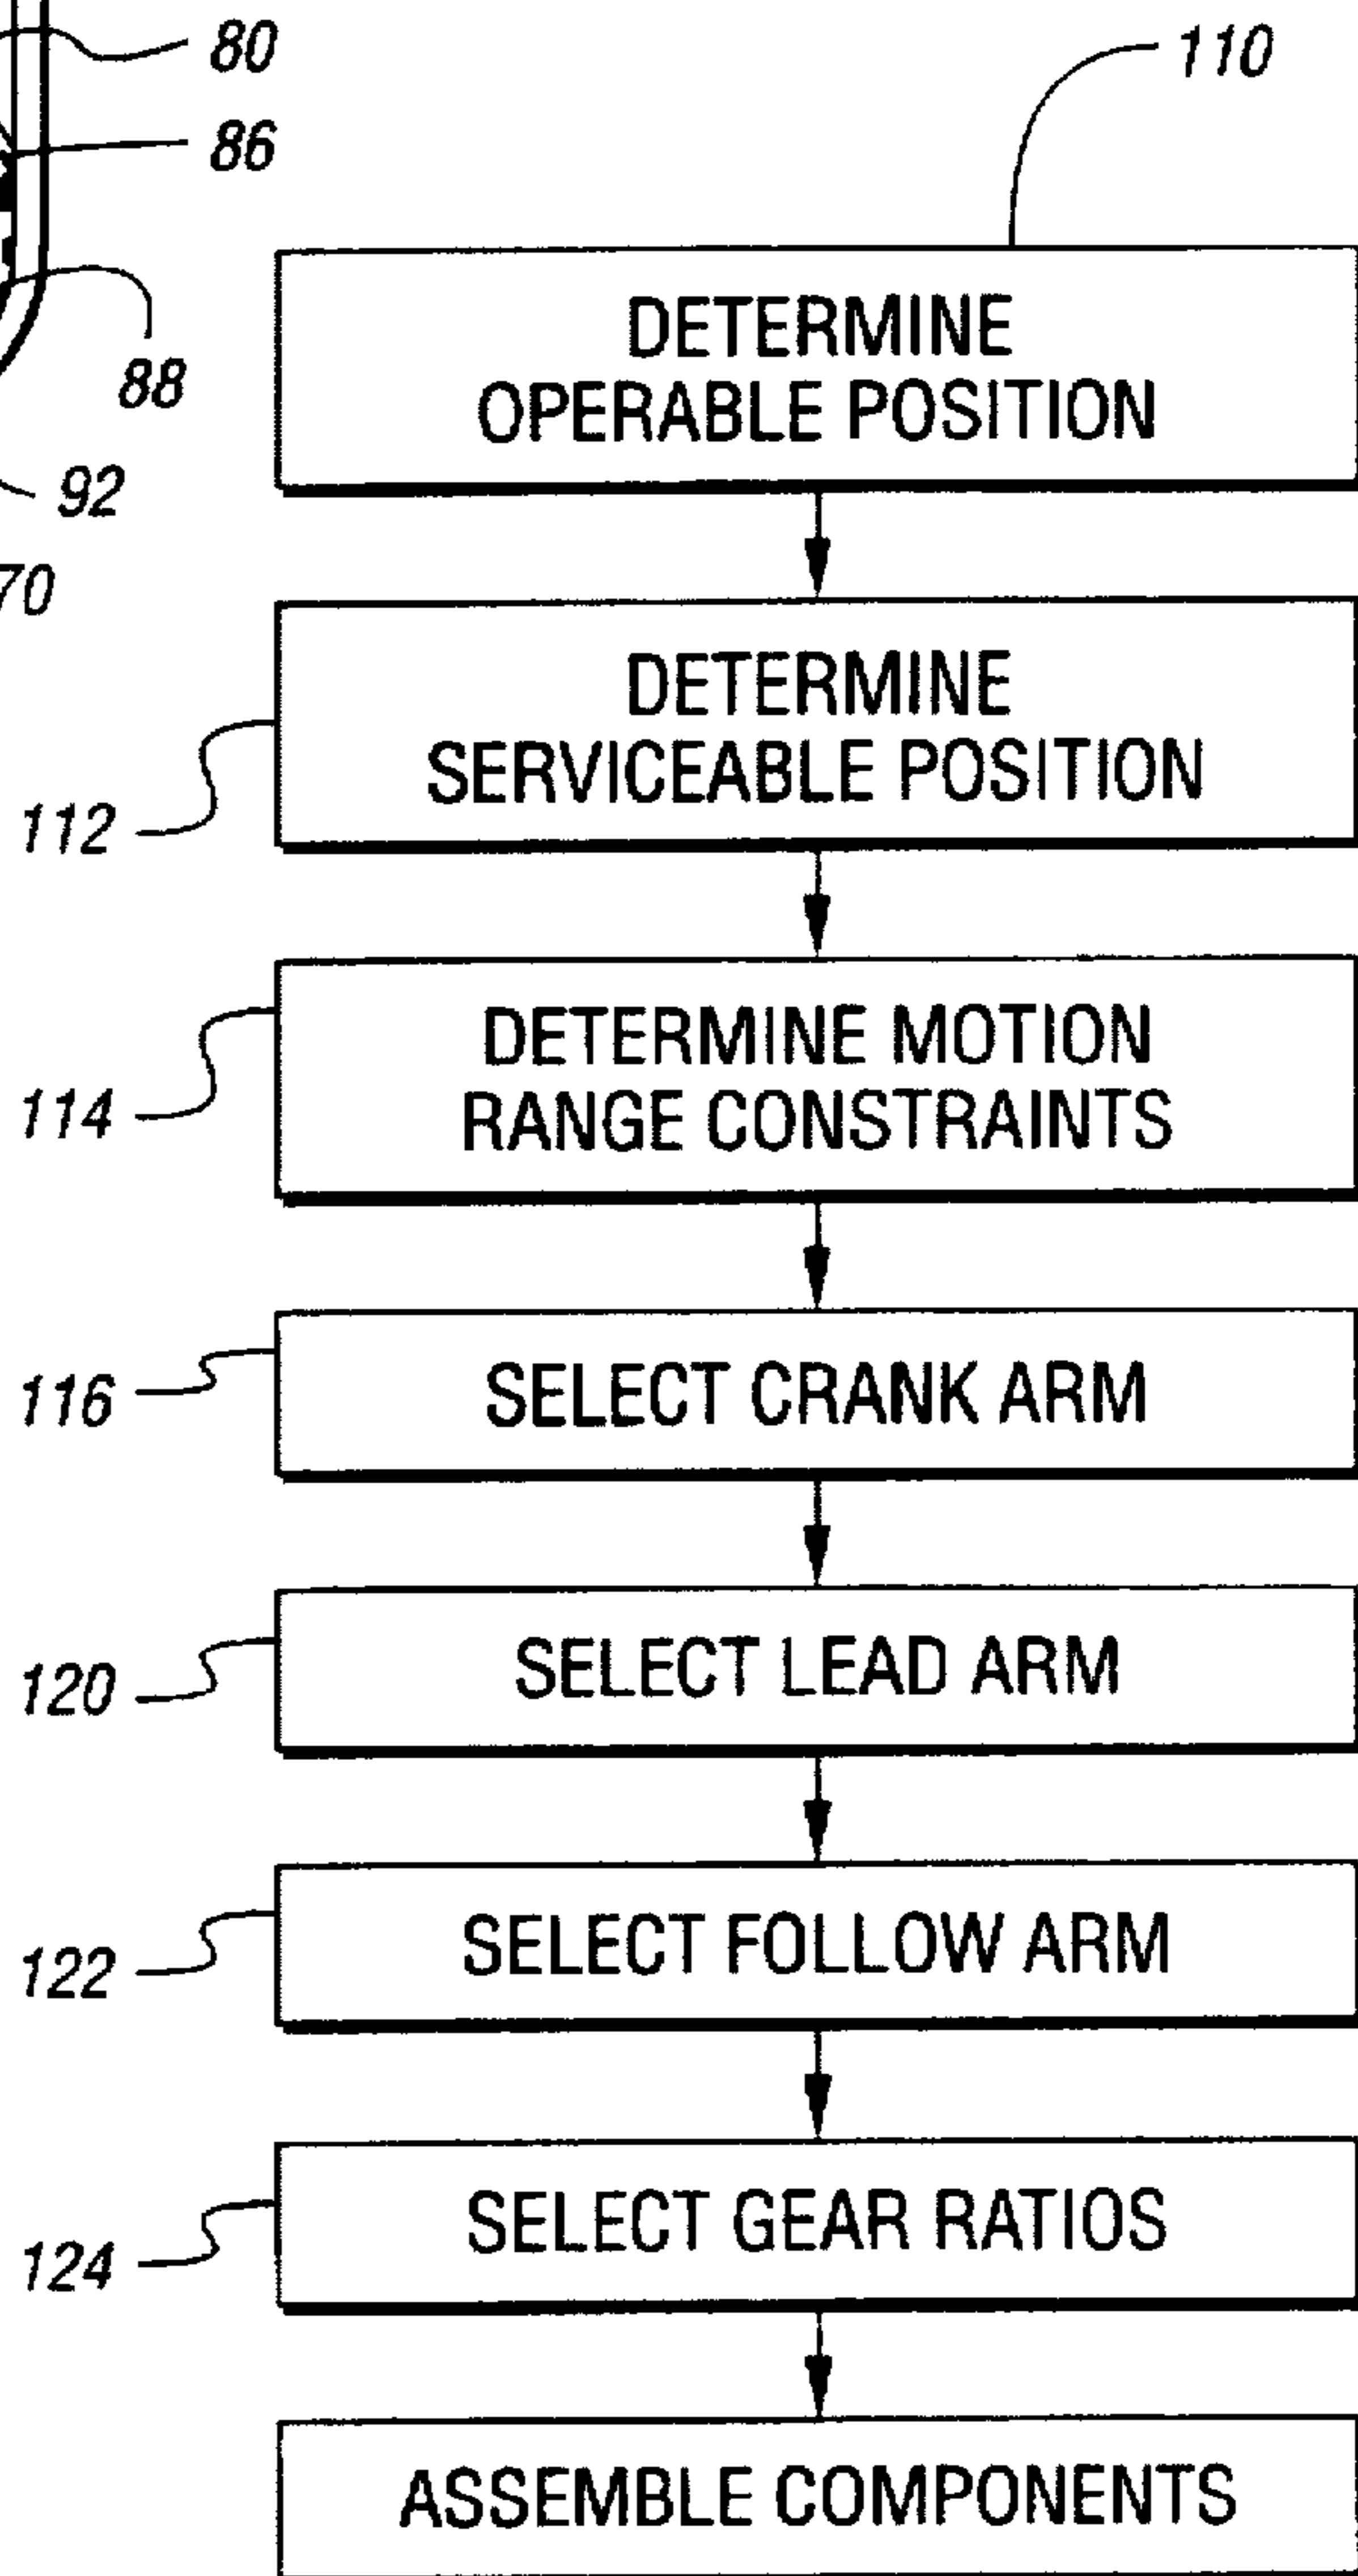 80
110
86
88
92
70
DETERMINE
OPERABLE POSITION
DETERMINE
SERVICEABLE POSITION
112
DETERMINE MOTION
RANGE CONSTRAINTS
114
SELECT CRANK ARM
116
SELECT LEAD ARM
120
SELECT FOLLOW ARM
122
SELECT GEAR RATIOS
124
ASSEMBLE COMPONENTS